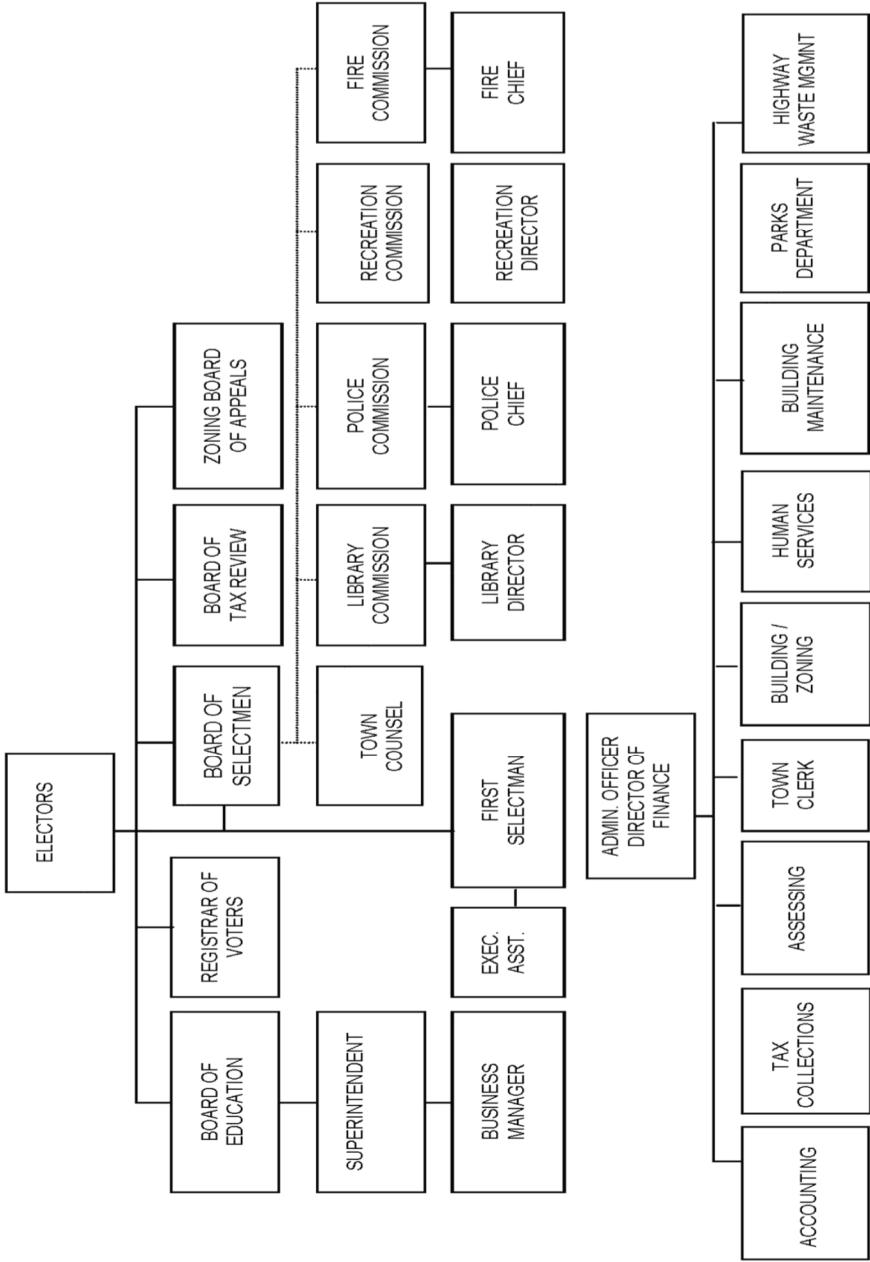 ELECTORS
BOARD OF
EDUCATION
REGISTRAR OF
VOTERS
BOARD OF
SELECTMEN
BOARD OF
TAX REVIEW
ZONING BOARD
OF APPEALS
SUPERINTENDENT
TOWN
COUNSEL
LIBRARY
COMMISSION
POLICE
COMMISSION
RECREATION
COMMISSION
FIRE
COMMISSION
BUSINESS
MANAGER
EXEC.
ASST.
FIRST
SELECTMAN
LIBRARY
DIRECTOR
POLICE
CHIEF
RECREATION
DIRECTOR
FIRE
CHIEF
ADMIN. OFFICER
DIRECTOR OF
FINANCE
ACCOUNTING
TAX
COLLECTIONS
ASSESSING
TOWN
CLERK
BUILDING /
ZONING
HUMAN
SERVICES
BUILDING
MAINTENANCE
PARKS
DEPARTMENT
HIGHWAY
WASTE MGMNT